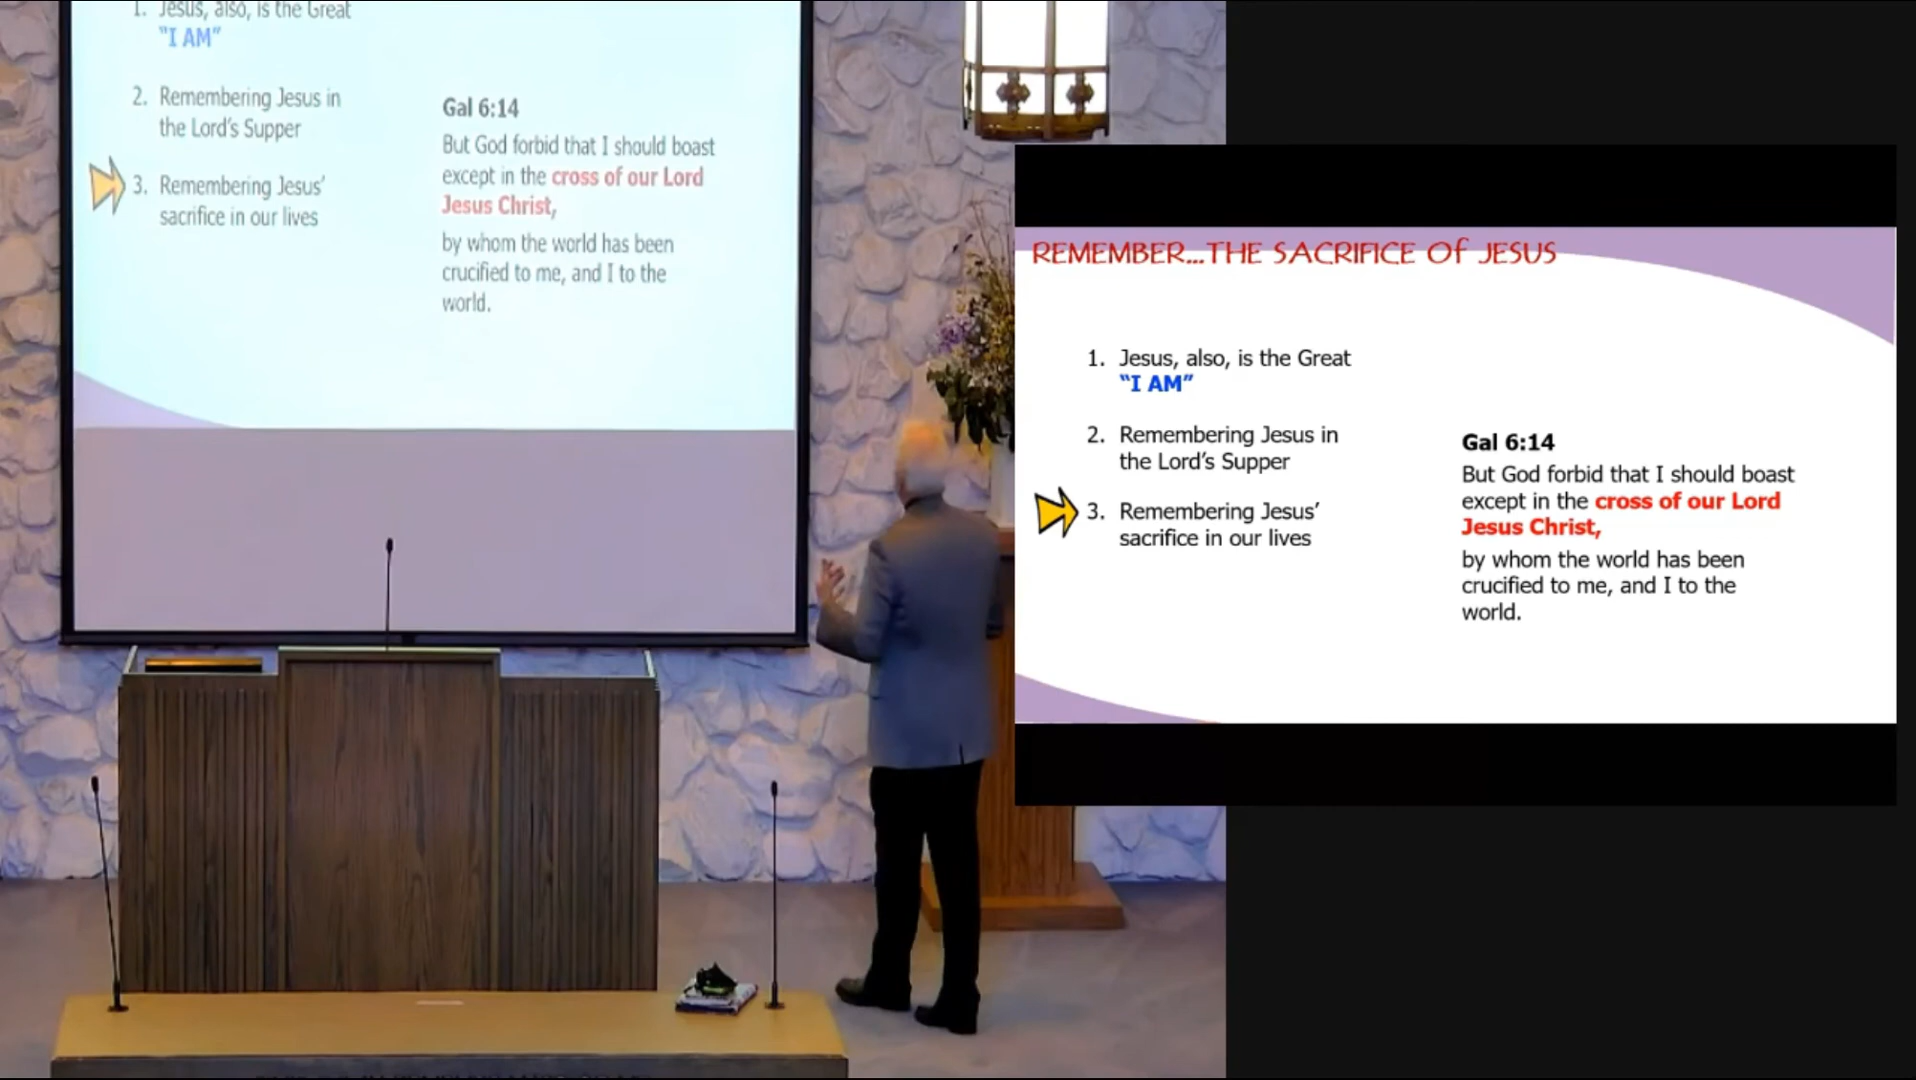 1. Jesus, also, is the Great
"I AM"
2. Remembering Jesus in
the Lord's Supper
3. Remembering Jesus'
sacrifice in our lives
Gal 6:14
But God forbid that I should boast
except in the cross of our Lord
Jesus Christ,
by whom the world has been
crucified to me, and I to the
world.
REMEMBER...THE SACRIFICE Of JESUS
1. Jesus, also, is the Great
"I AM"
2. Remembering Jesus in
the Lord's Supper
3. Remembering Jesus'
sacrifice in our lives
Gal 6:14
But God forbid that I should boast
except in the cross of our Lord
Jesus Christ,
by whom the world has been
crucified to me, and I to the
world.